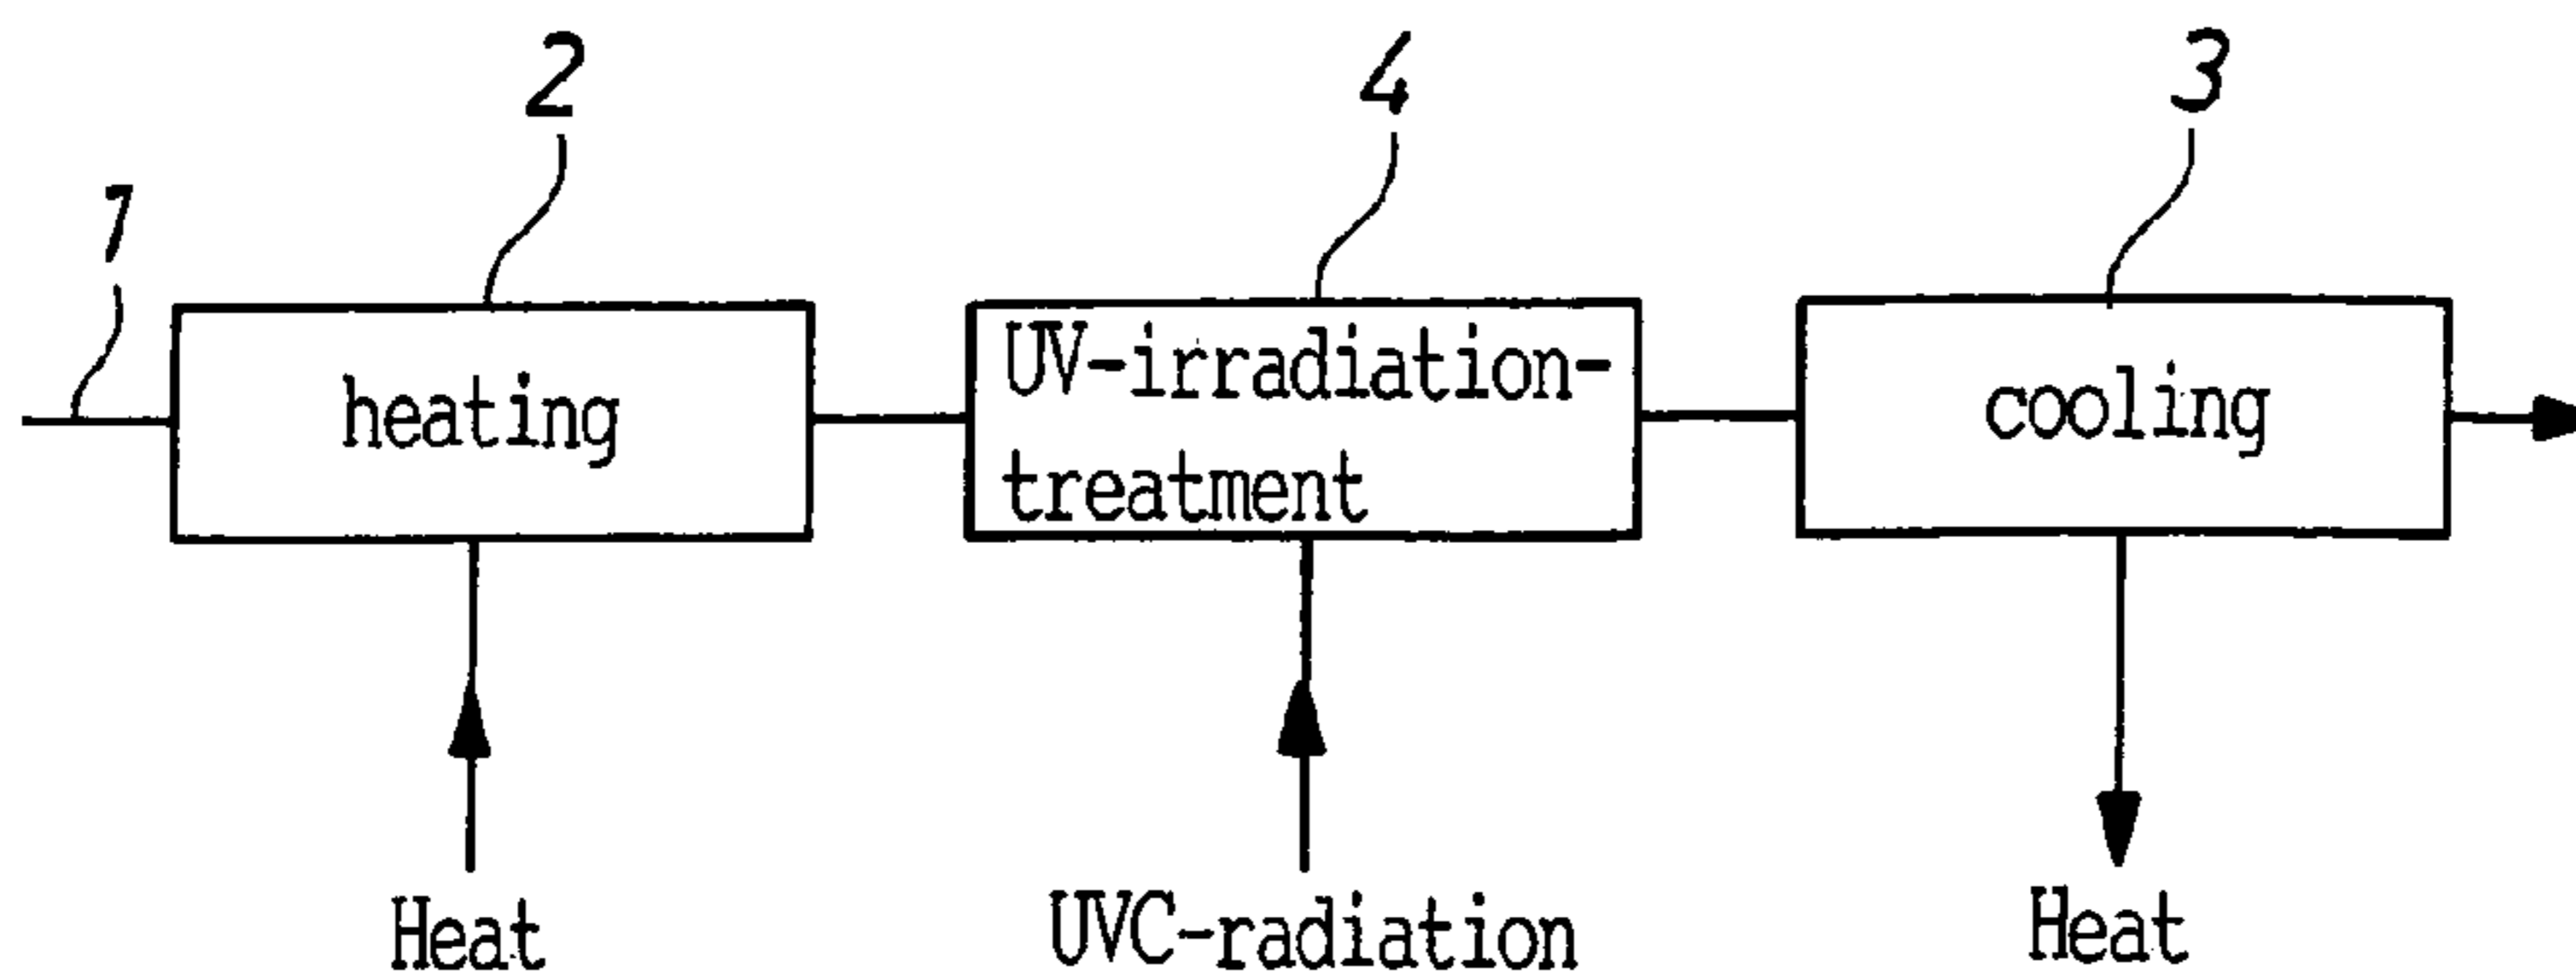 2
4
3
1
heating
UV-irradiation-
treatment
cooling
Heat
UVC-radiation
Heat